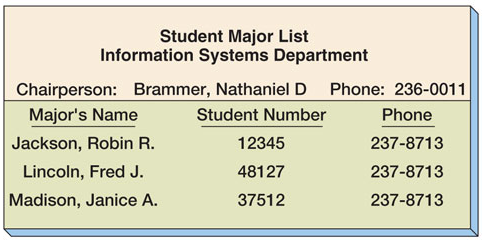 Student Major List
Information Systems Department
Chairperson: Brammer, Nathaniel D Phone: 236-0011
Major's Name Student Number Phone
Jackson, Robin R. 12345 237-8713
Lincoln, Fred J. 48127 237-8713
Madison, Janice A. 37512 237-8713